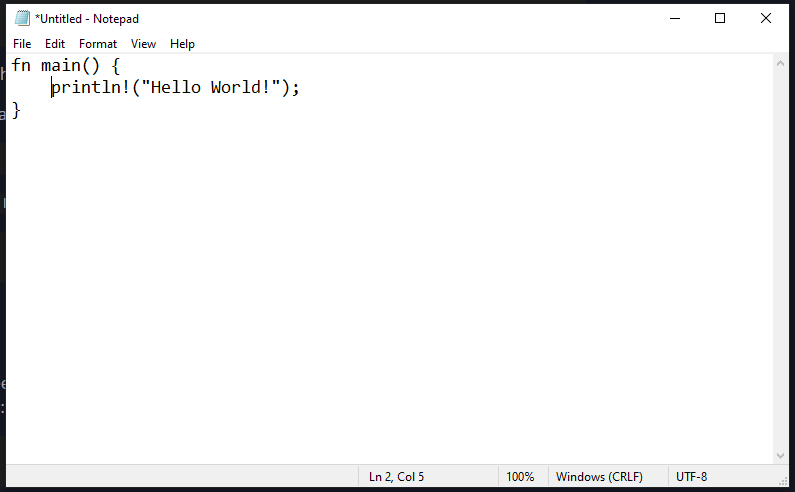 *Untitled - Notepad
File Edit Format View Help
fn main() {
    println!("Hello World!");
}
Ln 2, Col 5 100% Windows (CRLF) UTF-8